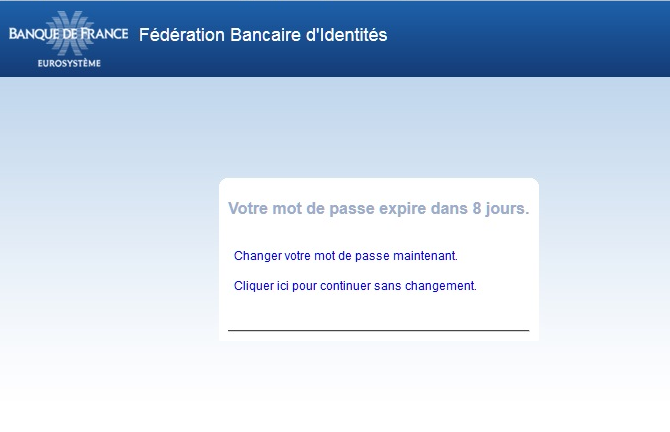 BANQUE DE FRANCE
EUROSYSTÈME
Fédération Bancaire d'Identités
Votre mot de passe expire dans 8 jours.
Changer votre mot de passe maintenant.
Cliquer ici pour continuer sans changement.